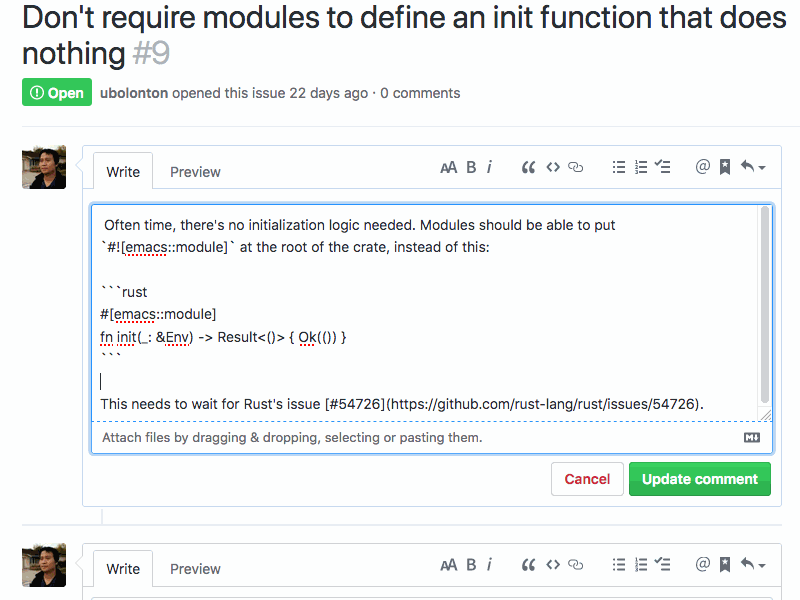 Don't require modules to define an init function that does
nothing #9
Open ubolonton opened this issue 22 days ago · 0 comments
Write Preview AA B i
Often time, there's no initialization logic needed. Modules should be able to put
`#![emacs::module]` at the root of the crate, instead of this:
```rust
#[emacs::module]
fn init(_: &Env) -> Result<()> { Ok(()) }
```
This needs to wait for Rust's issue [#54726](https://github.com/rust-lang/rust/issues/54726).
Attach files by dragging & dropping, selecting or pasting them.
Cancel Update comment
Write Preview AA B i